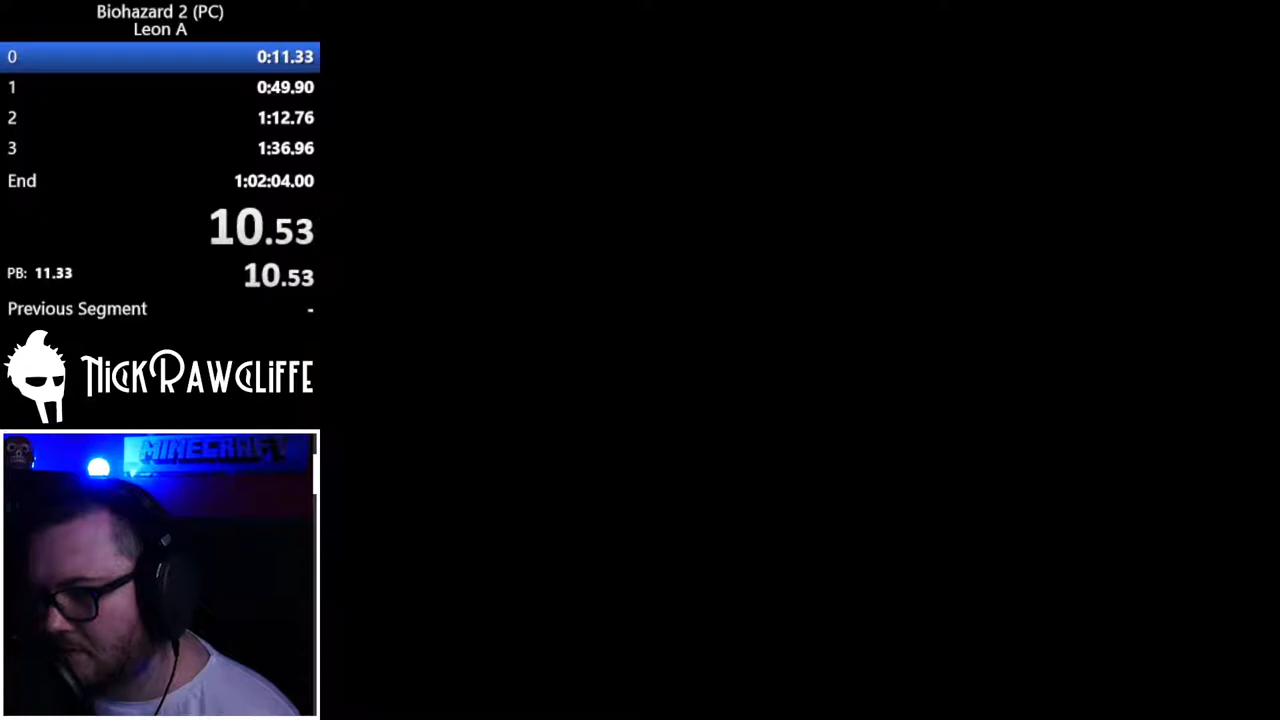 Biohazard 2 (PC)
Leon A
0 0:11.33
1 0:49.90
2 1:12.76
3 1:36.96
End 1:02:04.00
10.53
PB: 11.33 10.53
Previous Segment -
NICKRAWCLIFFE
MINECRAFT